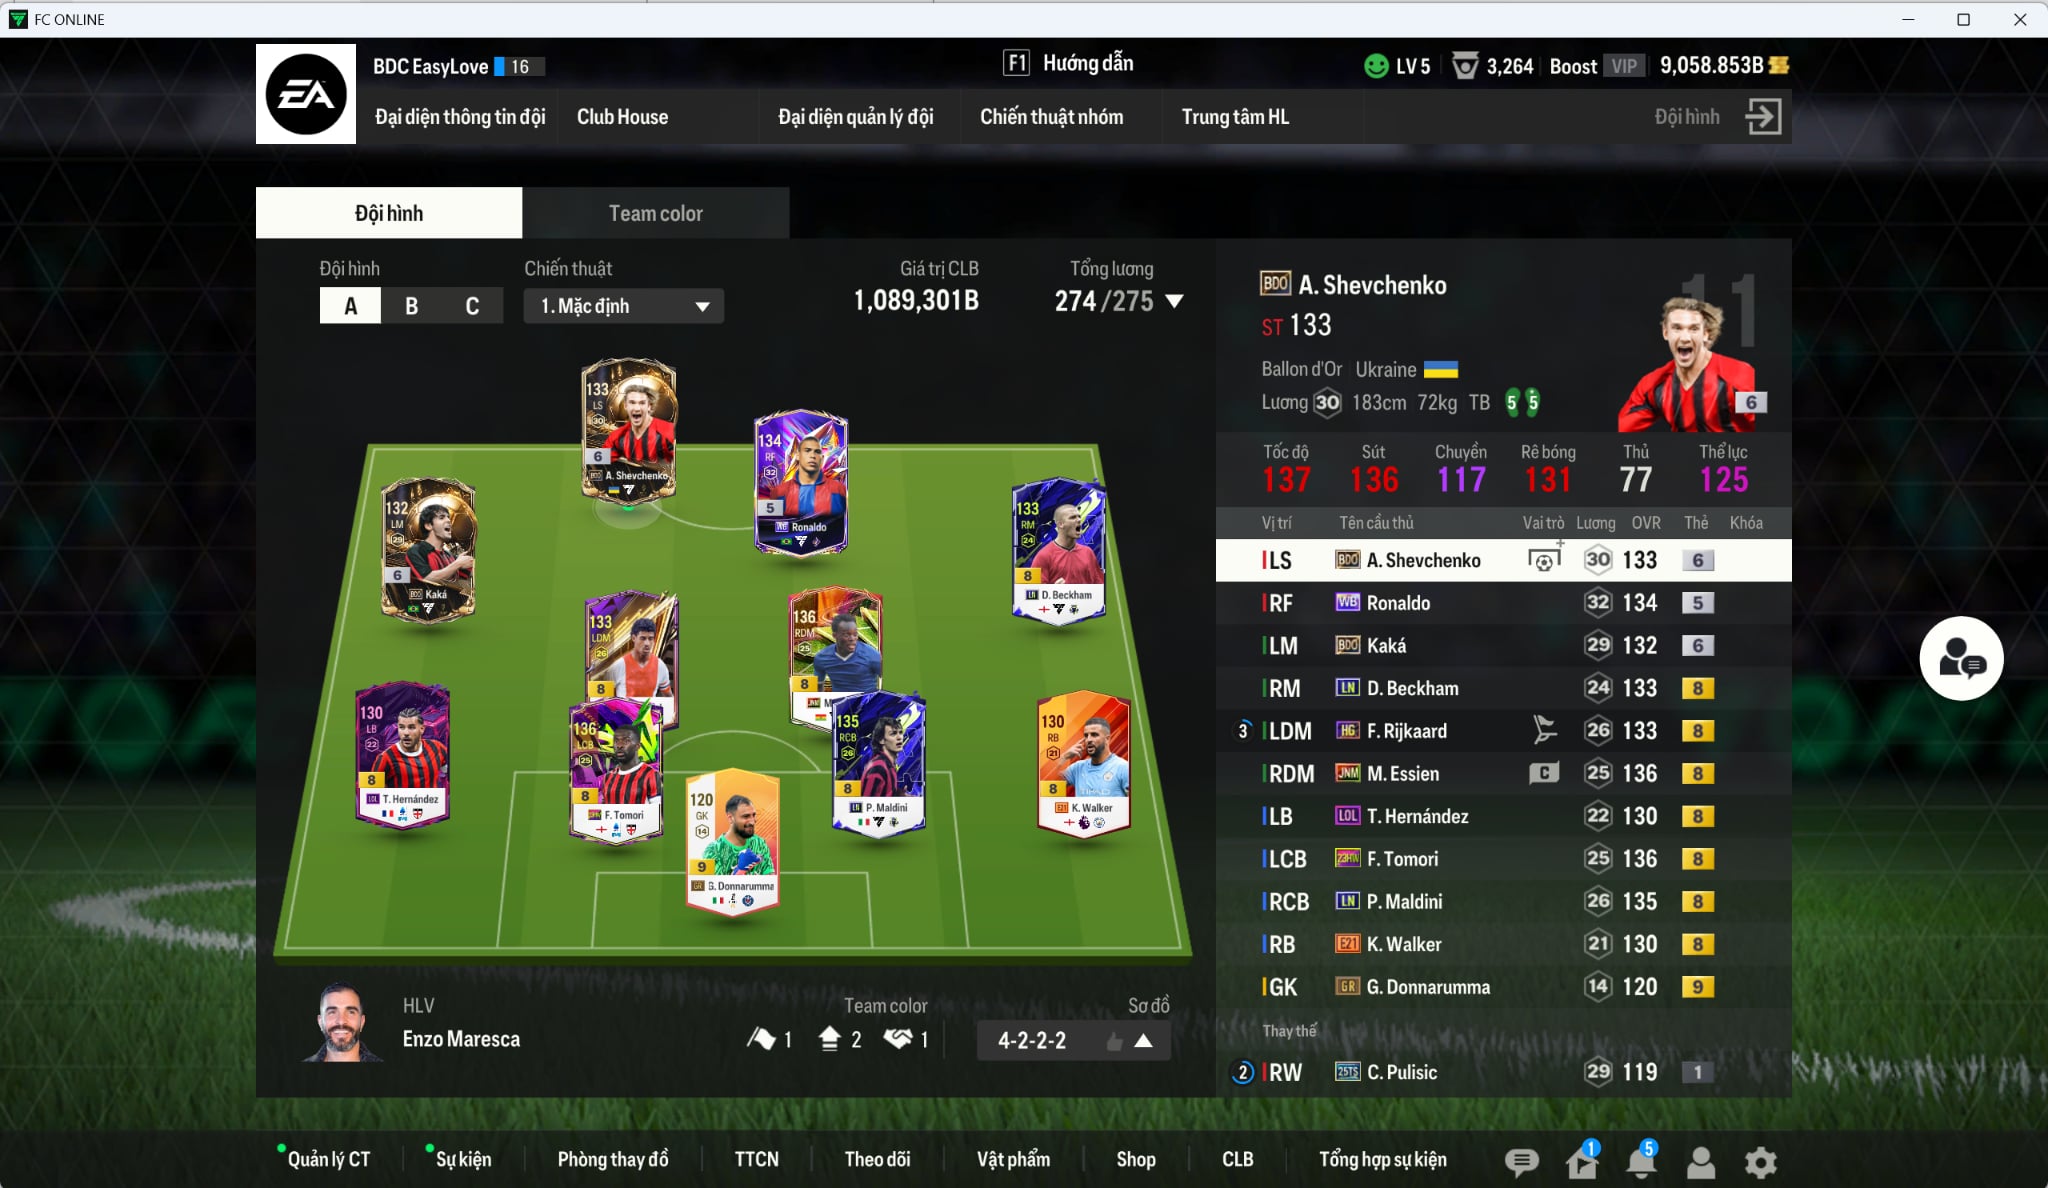 FC ONLINE
EA
BDC EasyLove 16
F1 Hướng dẫn
LV 5 3,264 Boost VIP 9,058.853B
Đại diện thông tin đội Club House Đại diện quản lý đội Chiến thuật nhóm Trung tâm HL Đội hình
Đội hình Team color
Đội hình Chiến thuật Giá trị CLB Tổng lương
A B C 1. Mặc định 1,089,301B 274 /275
133 LS 30 6 BDO A. Shevchenko
134 RF 32 5 WB Ronaldo
132 LM 29 6 BDO Kaká
133 RM 24 8 LN D. Beckham
133 LDM 26 8
136 RDM 25 8 JNM M
130 LB 22 8 LOL T. Hernández
136 LCB 25 8 23HW F. Tomori
135 RCB 26 8 LN P. Maldini
130 RB 21 8 E21 K. Walker
120 GK 14 9 GR G. Donnarumma
HLV
Enzo Maresca
Team color
1 2 1
Sơ đồ
4-2-2-2
11
BDO A. Shevchenko
ST 133
Ballon d'Or Ukraine
Lương 30 183cm 72kg TB 5 5
6
Tốc độ Sút Chuyền Rê bóng Thủ Thể lực
137 136 117 131 77 125
Vị trí Tên cầu thủ Vai trò Lương OVR Thẻ Khóa
LS BDO A. Shevchenko 30 133 6
RF WB Ronaldo 32 134 5
LM BDO Kaká 29 132 6
RM LN D. Beckham 24 133 8
3 LDM HG F. Rijkaard 26 133 8
RDM JNM M. Essien C 25 136 8
LB LOL T. Hernández 22 130 8
LCB 23HW F. Tomori 25 136 8
RCB LN P. Maldini 26 135 8
RB E21 K. Walker 21 130 8
GK GR G. Donnarumma 14 120 9
Thay thế
2 RW 25TS C. Pulisic 29 119 1
Quản lý CT Sự kiện Phòng thay đồ TTCN Theo dõi Vật phẩm Shop CLB Tổng hợp sự kiện 1 5